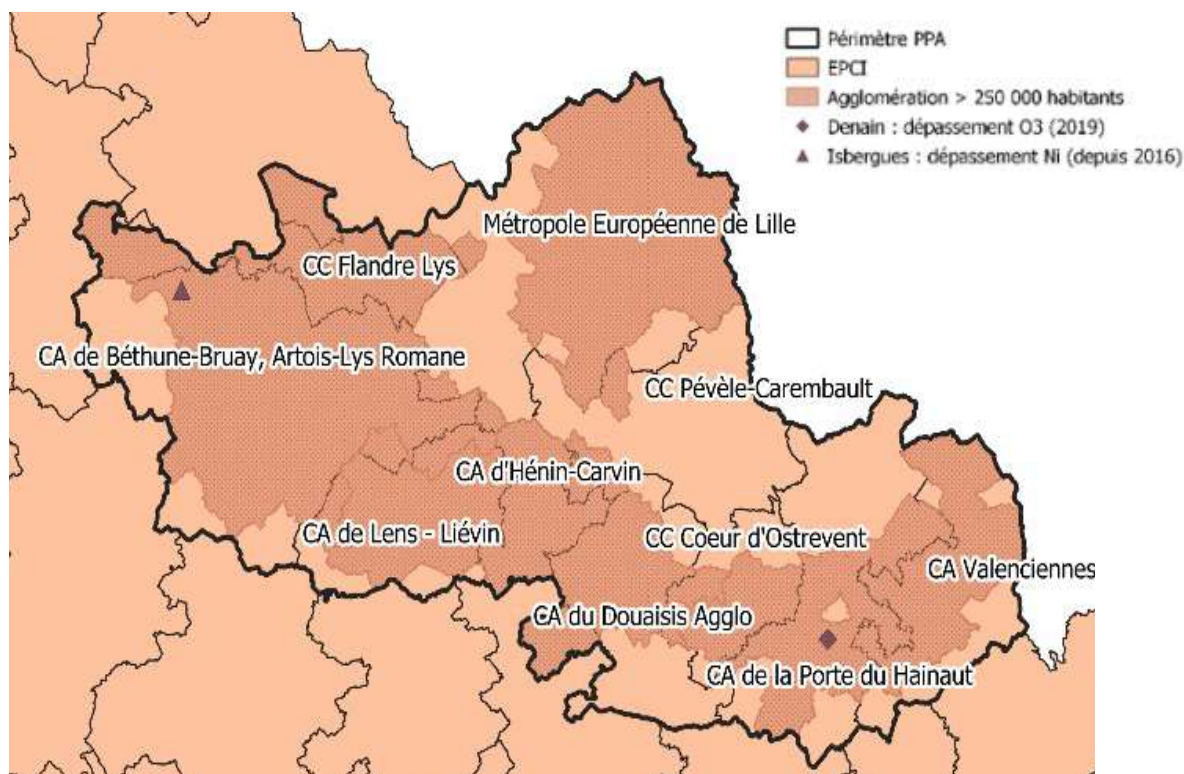 Périmètre PPA
EPCI
Agglomération > 250 000 habitants
Denain : dépassement O3 (2019)
Isbergues : dépassement Ni (depuis 2016)
Métropole Européenne de Lille
CC Flandre Lys
CA de Béthune-Bruay, Artois-Lys Romane
CC Pévèle-Carembault
CA d'Hénin-Carvin
CA de Lens - Liévin
CC Coeur d'Ostrevent
CA Valenciennes
CA du Douaisis Agglo
CA de la Porte du Hainaut